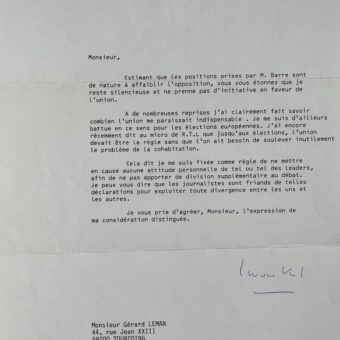 Monsieur,
Estimant que les positions prises par M. Barre sont
de nature à affaiblir l'opposition, vous vous étonnez que je
reste silencieuse et ne prenne pas d'initiative en faveur de
l'union.
A de nombreuses reprises j'ai clairement fait savoir
combien l'union me paraissait indispensable . Je me suis d'ailleurs
battue en ce sens pour les élections européennes. J'ai encore
récemment dit au micro de R.T.L que jusqu'aux élections, l'union
devait être la règle sans que l'on ait besoin de soulever inutilement
le problème de la cohabitation.
Cela dit je me suis fixée comme règle de ne mettre
en cause aucune attitude personnelle de tel ou tel des leaders,
afin de ne pas apporter de division supplémentaire au débat.
Je peux vous dire que les journalistes sont friands de telles
déclarations pour exploiter toute divergence entre les uns et
les autres.
Je vous prie d'agréer, Monsieur, l'expression de
ma considération distinguée.
Monsieur Gérard LEMAN
44, rue Jean XXIII
59200 TOURCOING